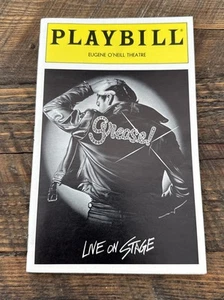 PLAYBILL
EUGENE O'NEILL THEATRE
Grease!
LIVE ON STAGE